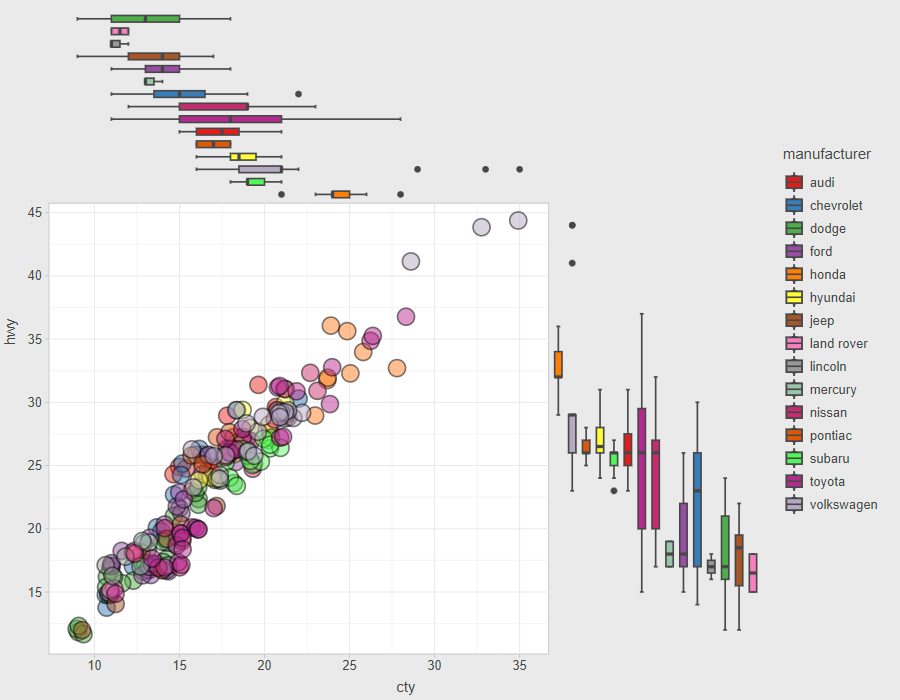 manufacturer
audi
chevrolet
dodge
ford
honda
hyundai
jeep
land rover
lincoln
mercury
nissan
pontiac
subaru
toyota
volkswagen
hwy
45
40
35
30
25
20
15
10 15 20 25 30 35
cty